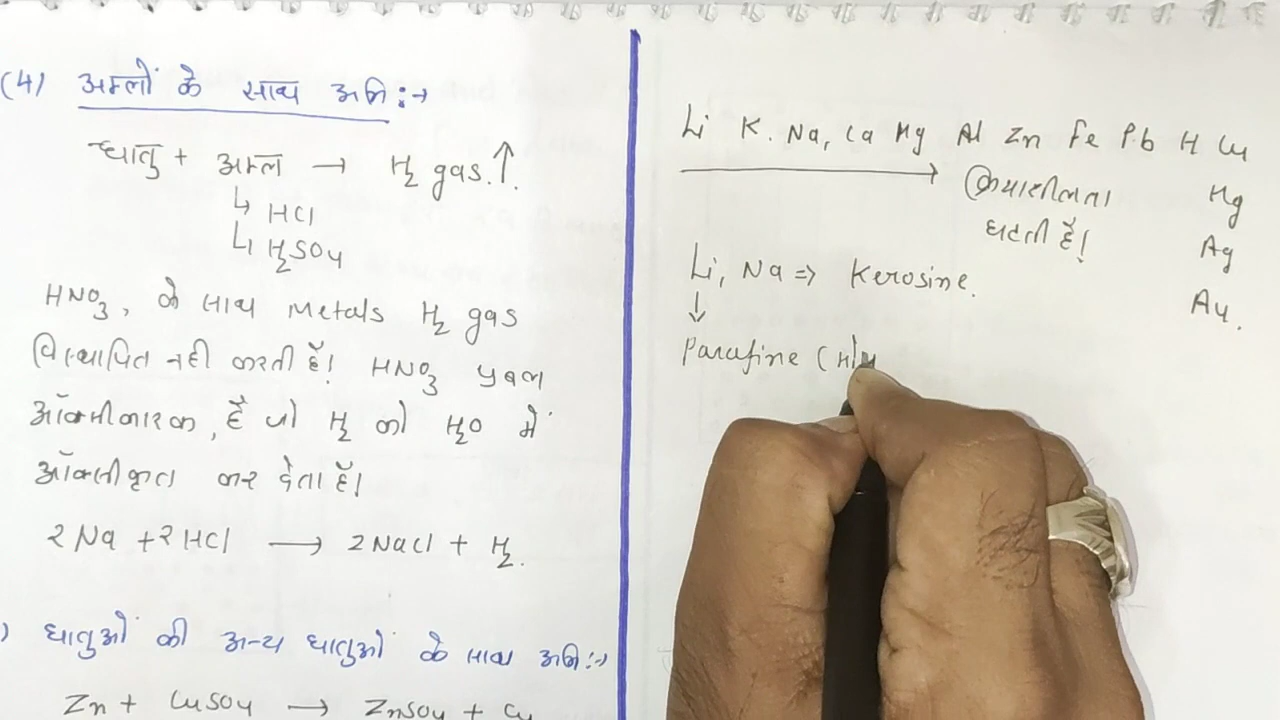 (4) अम्लों के साथ अभि :→
धातु + अम्ल → H2 gas.↑.
↳ HCl
↳ H2SO4
HNO3, के साथ Metals H2 gas
विस्थापित नही करती हैं! HNO3 प्रबल
ऑक्सीकारक, है जो H2 को H2O में
ऑक्सीकृत कर देता हैं।
2Na + 2HCl → 2NaCl + H2.
) धातुओं की अन्य धातुओं के साथ अभि :→
Zn + CuSO4 → ZnSO4 + Cu
Li K. Na, Ca Mg Al Zn Fe Pb H Cu
→ क्रियाशीलता Hg
घटती हैं! Ag
Li, Na => Kerosine. Au.
↓
Parafine (H)